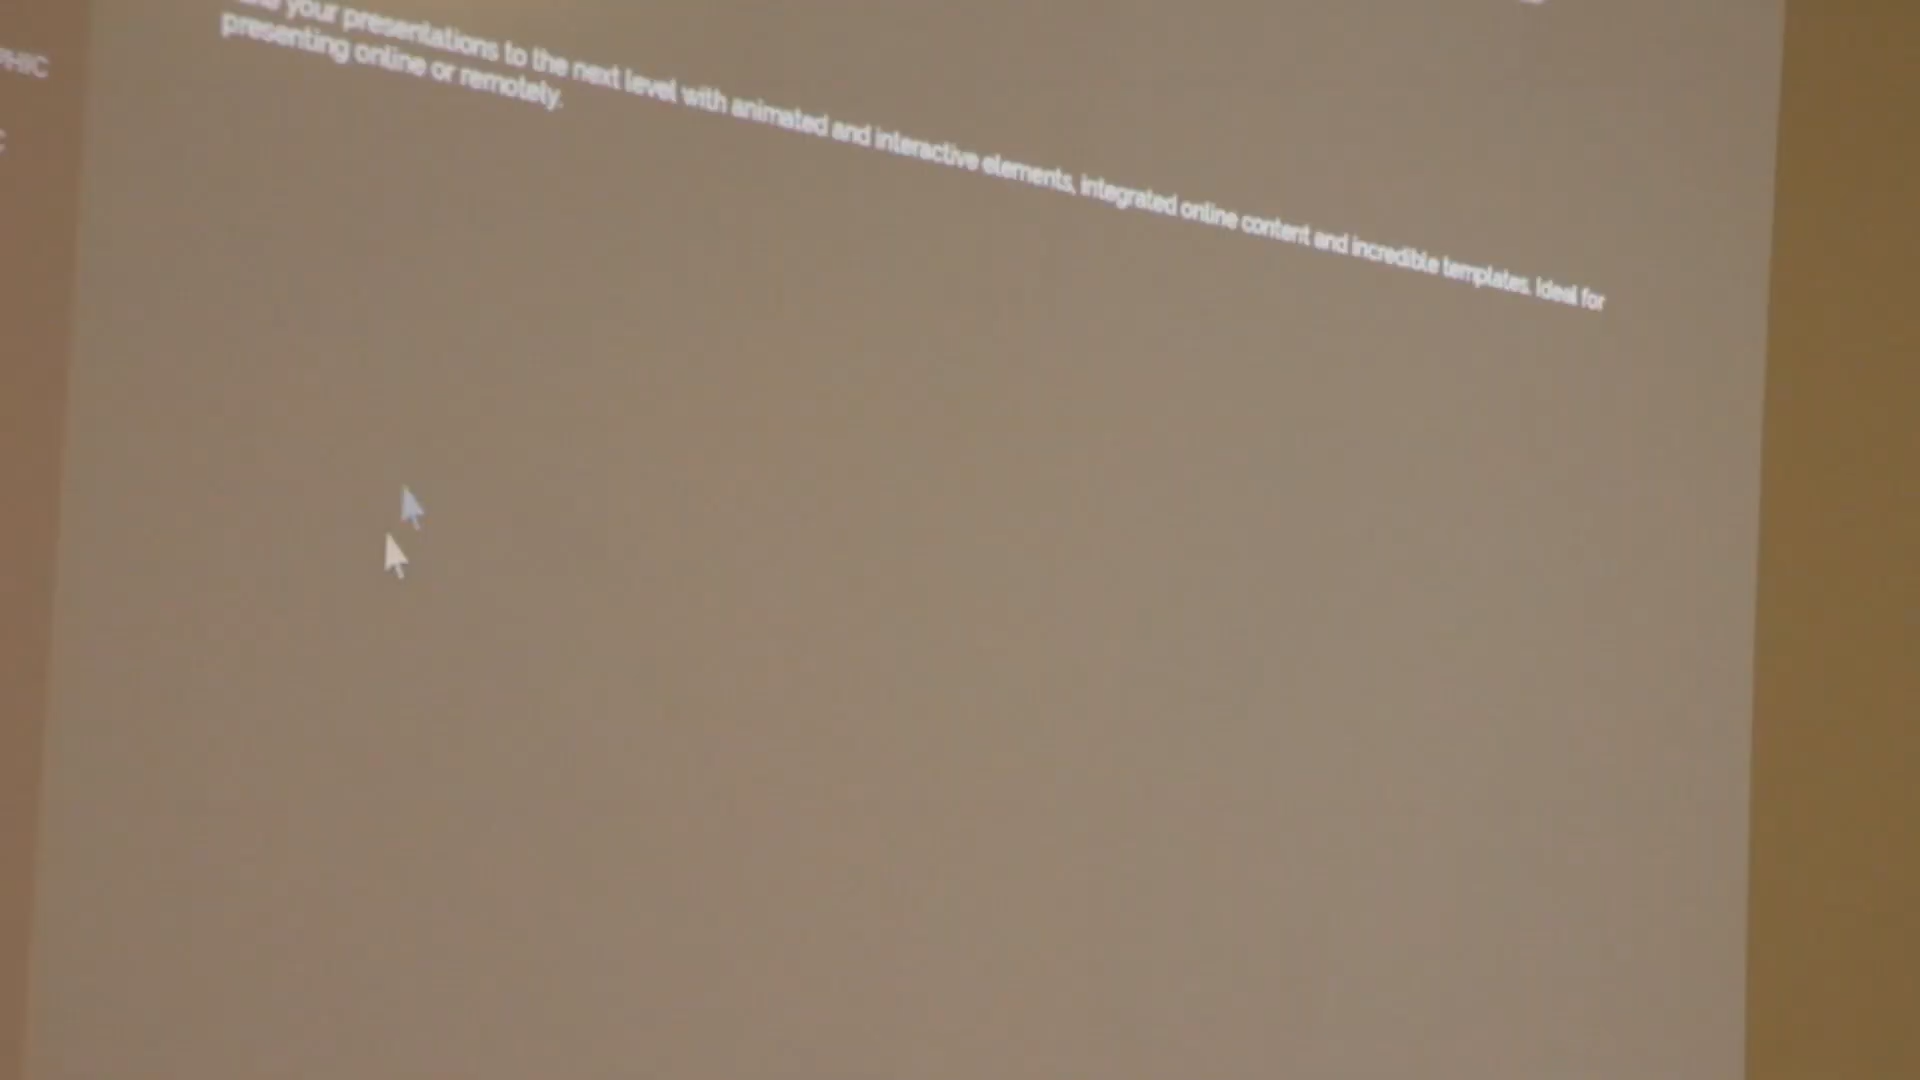 your presentations to the next level with animated and interactive elements, integrated online content and incredible templates. Ideal for
presenting online or remotely.